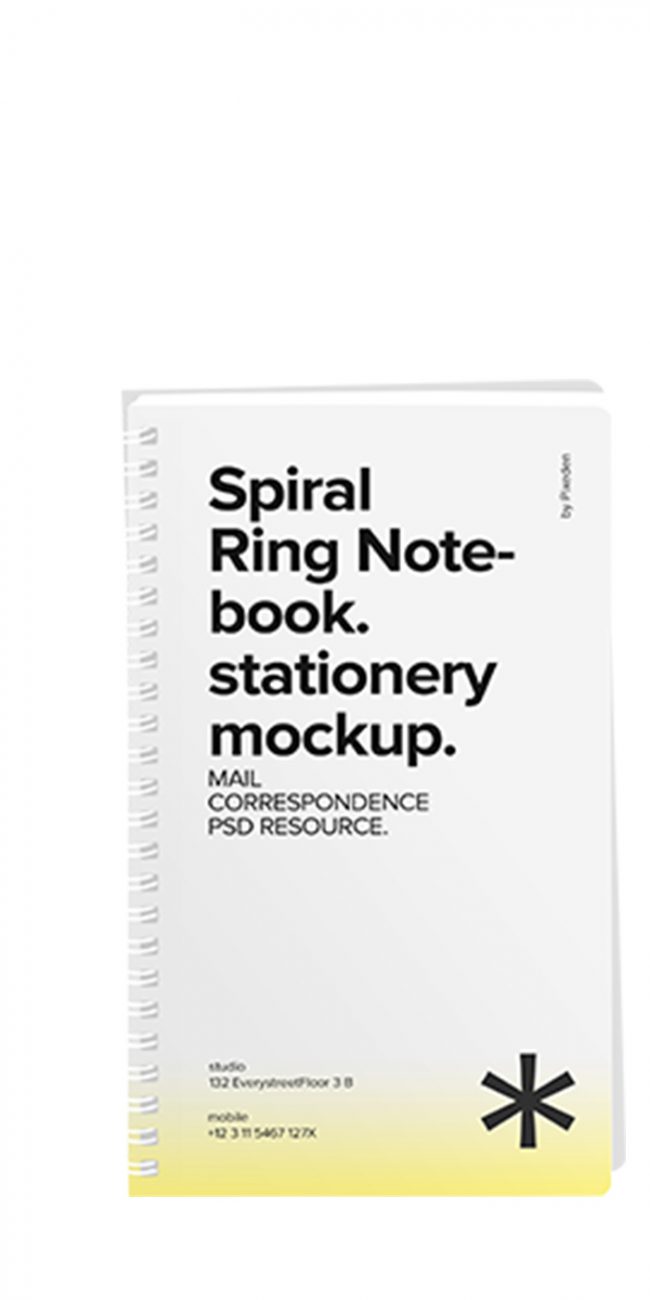 Spiral
Ring Note-
book.
stationery
mockup.
MAIL
CORRESPONDENCE
PSD RESOURCE.
by Pixeden
studio
132 EverystreetFloor 3 B
mobile
+12 3 11 5467 127X